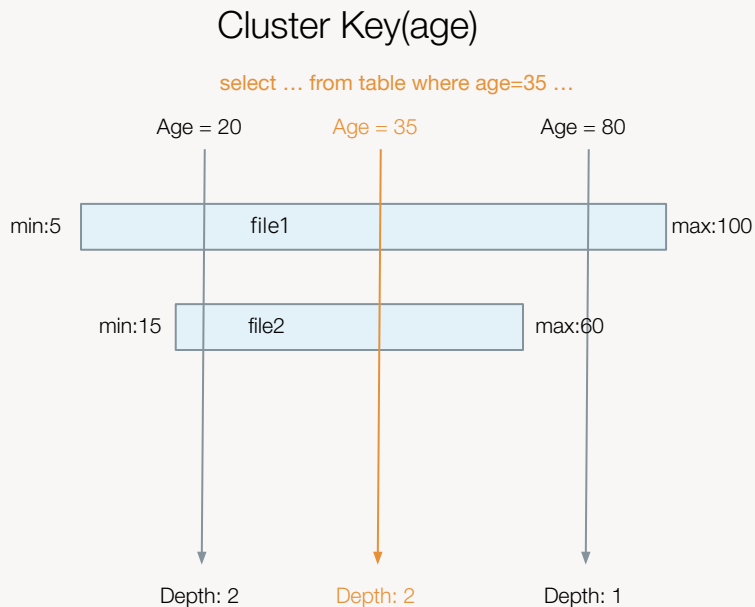 Cluster Key(age)
select … from table where age=35 …
Age = 20 Age = 35 Age = 80
min:5 file1 max:100
min:15 file2 max:60
Depth: 2 Depth: 2 Depth: 1